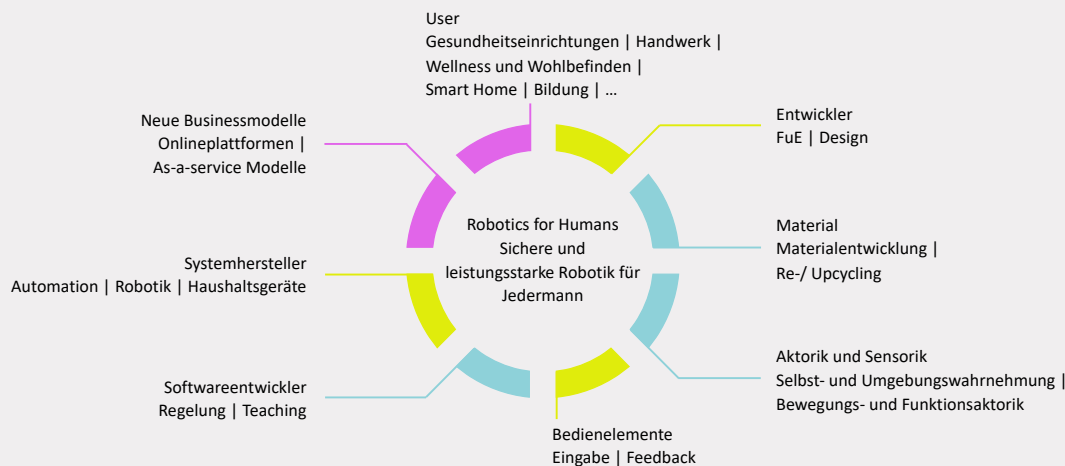 User
Gesundheitseinrichtungen | Handwerk |
Wellness und Wohlbefinden |
Smart Home | Bildung | …
Entwickler
FuE | Design
Material
Materialentwicklung |
Re-/ Upcycling
Aktorik und Sensorik
Selbst- und Umgebungswahrnehmung |
Bewegungs- und Funktionsaktorik
Bedienelemente
Eingabe | Feedback
Softwareentwickler
Regelung | Teaching
Systemhersteller
Automation | Robotik | Haushaltsgeräte
Neue Businessmodelle
Onlineplattformen |
As-a-service Modelle
Robotics for Humans
Sichere und
leistungsstarke Robotik für
Jedermann